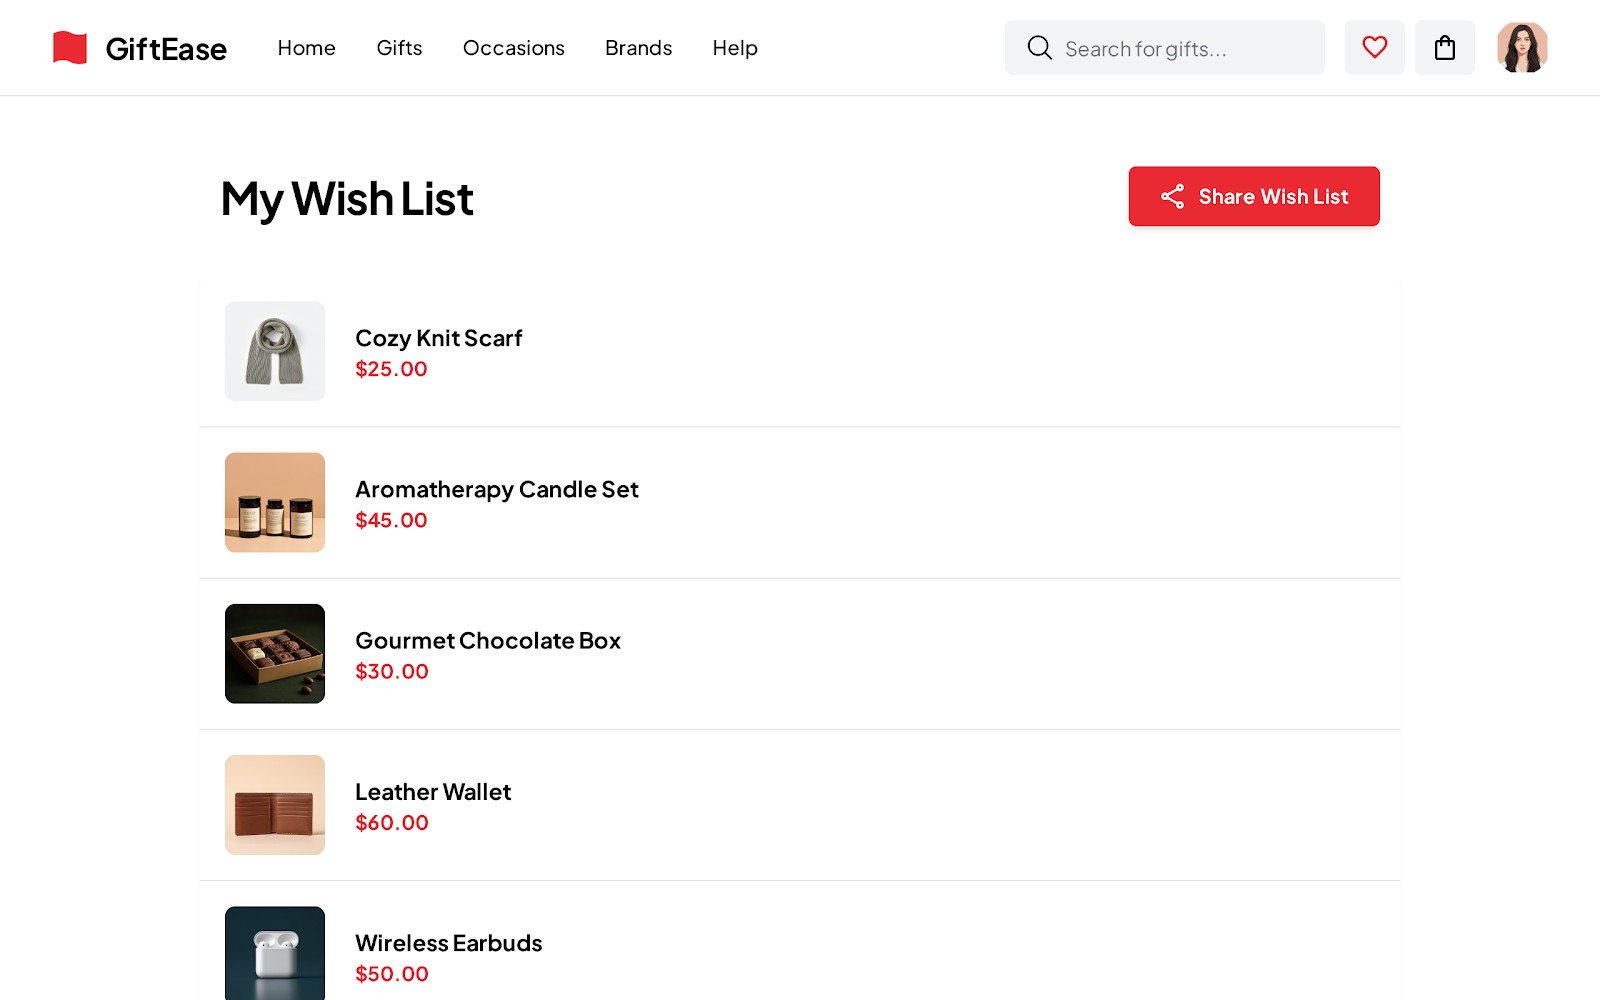 GiftEase
Home
Gifts
Occasions
Brands
Help
Search for gifts...
My Wish List
Share Wish List
Cozy Knit Scarf
$25.00
Aromatherapy Candle Set
$45.00
Gourmet Chocolate Box
$30.00
Leather Wallet
$60.00
Wireless Earbuds
$50.00